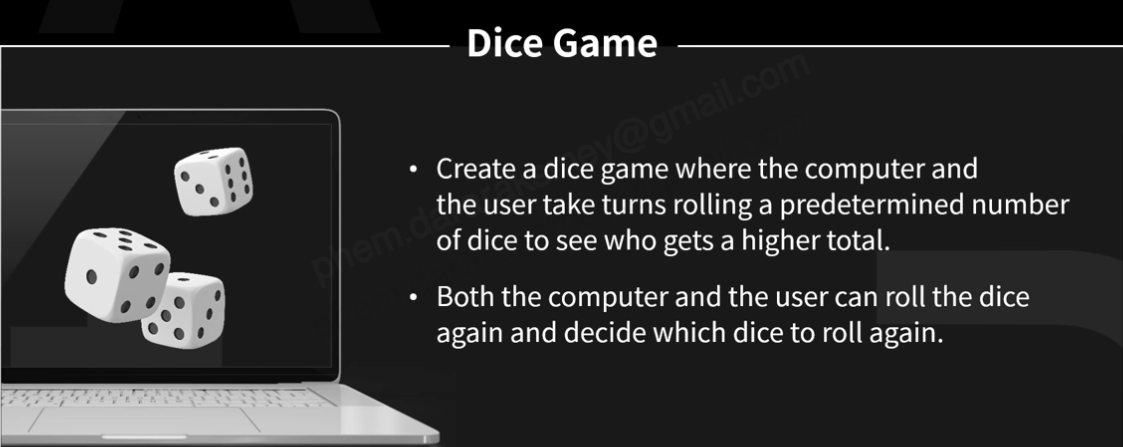 Dice Game
• Create a dice game where the computer and
the user take turns rolling a predetermined number
of dice to see who gets a higher total.
• Both the computer and the user can roll the dice
again and decide which dice to roll again.